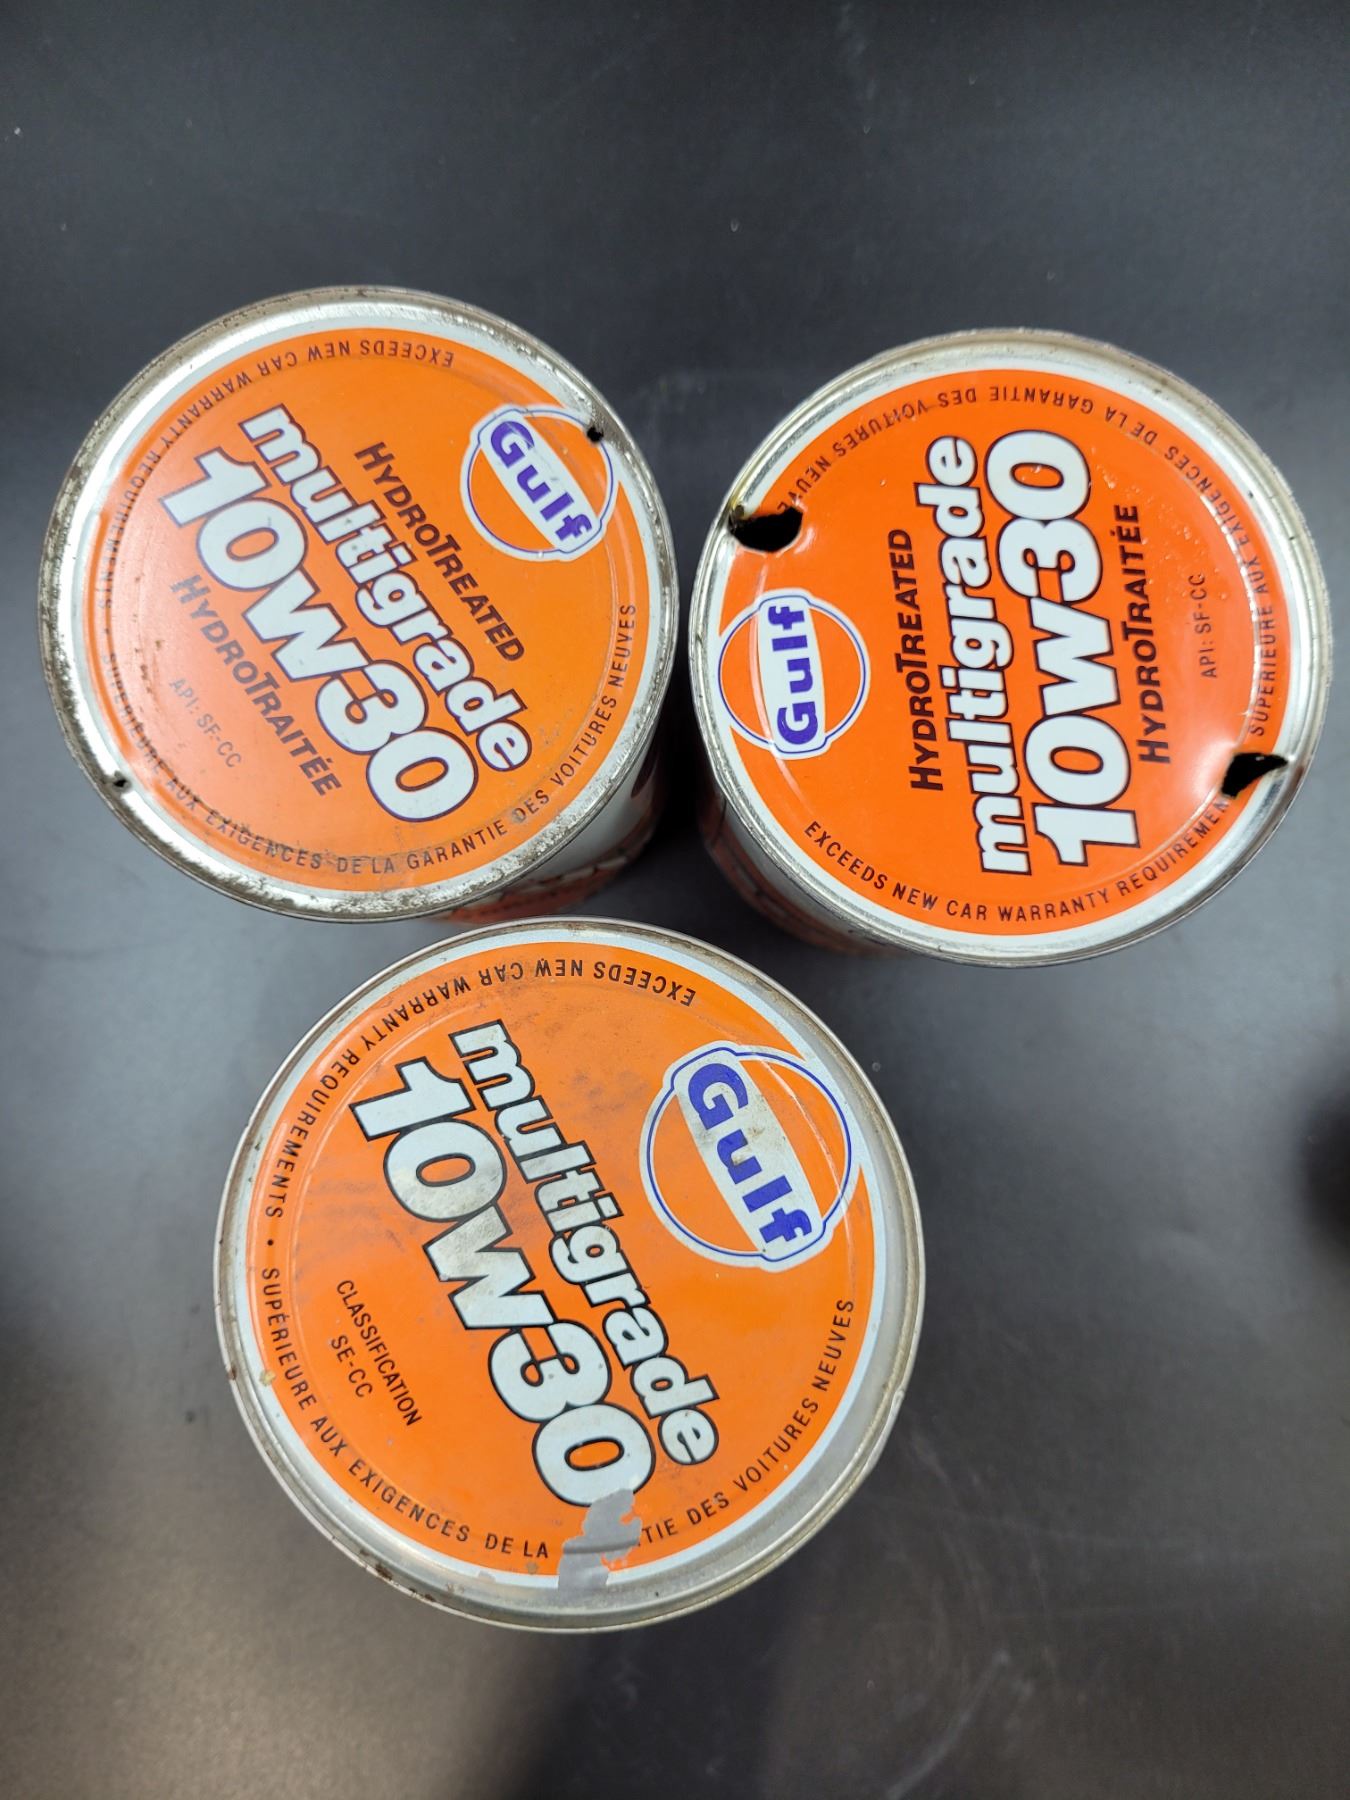 EXCEEDS NEW CAR WARRANTY REQUIREMENTS •
Gulf
HYDROTREATED
multigrade
10W30
HYDROTRAITÉE
API: SF-CC
SUPÉRIEURE AUX EXIGENCES DE LA GARANTIE DES VOITURES NEUVES
Gulf
HYDROTREATED
multigrade
10W30
HYDROTRAITÉE
API: SF-CC
EXCEEDS NEW CAR WARRANTY
SUPÉRIEURE AUX EXIGENCES DE LA GARANTIE DES VOITURES
EXCEEDS NEW CAR WARRANTY REQUIREMENTS •
Gulf
multigrade
10W30
CLASSIFICATION
SE-CC
SUPÉRIEURE AUX EXIGENCES DE LA
DES VOITURES NEUVES